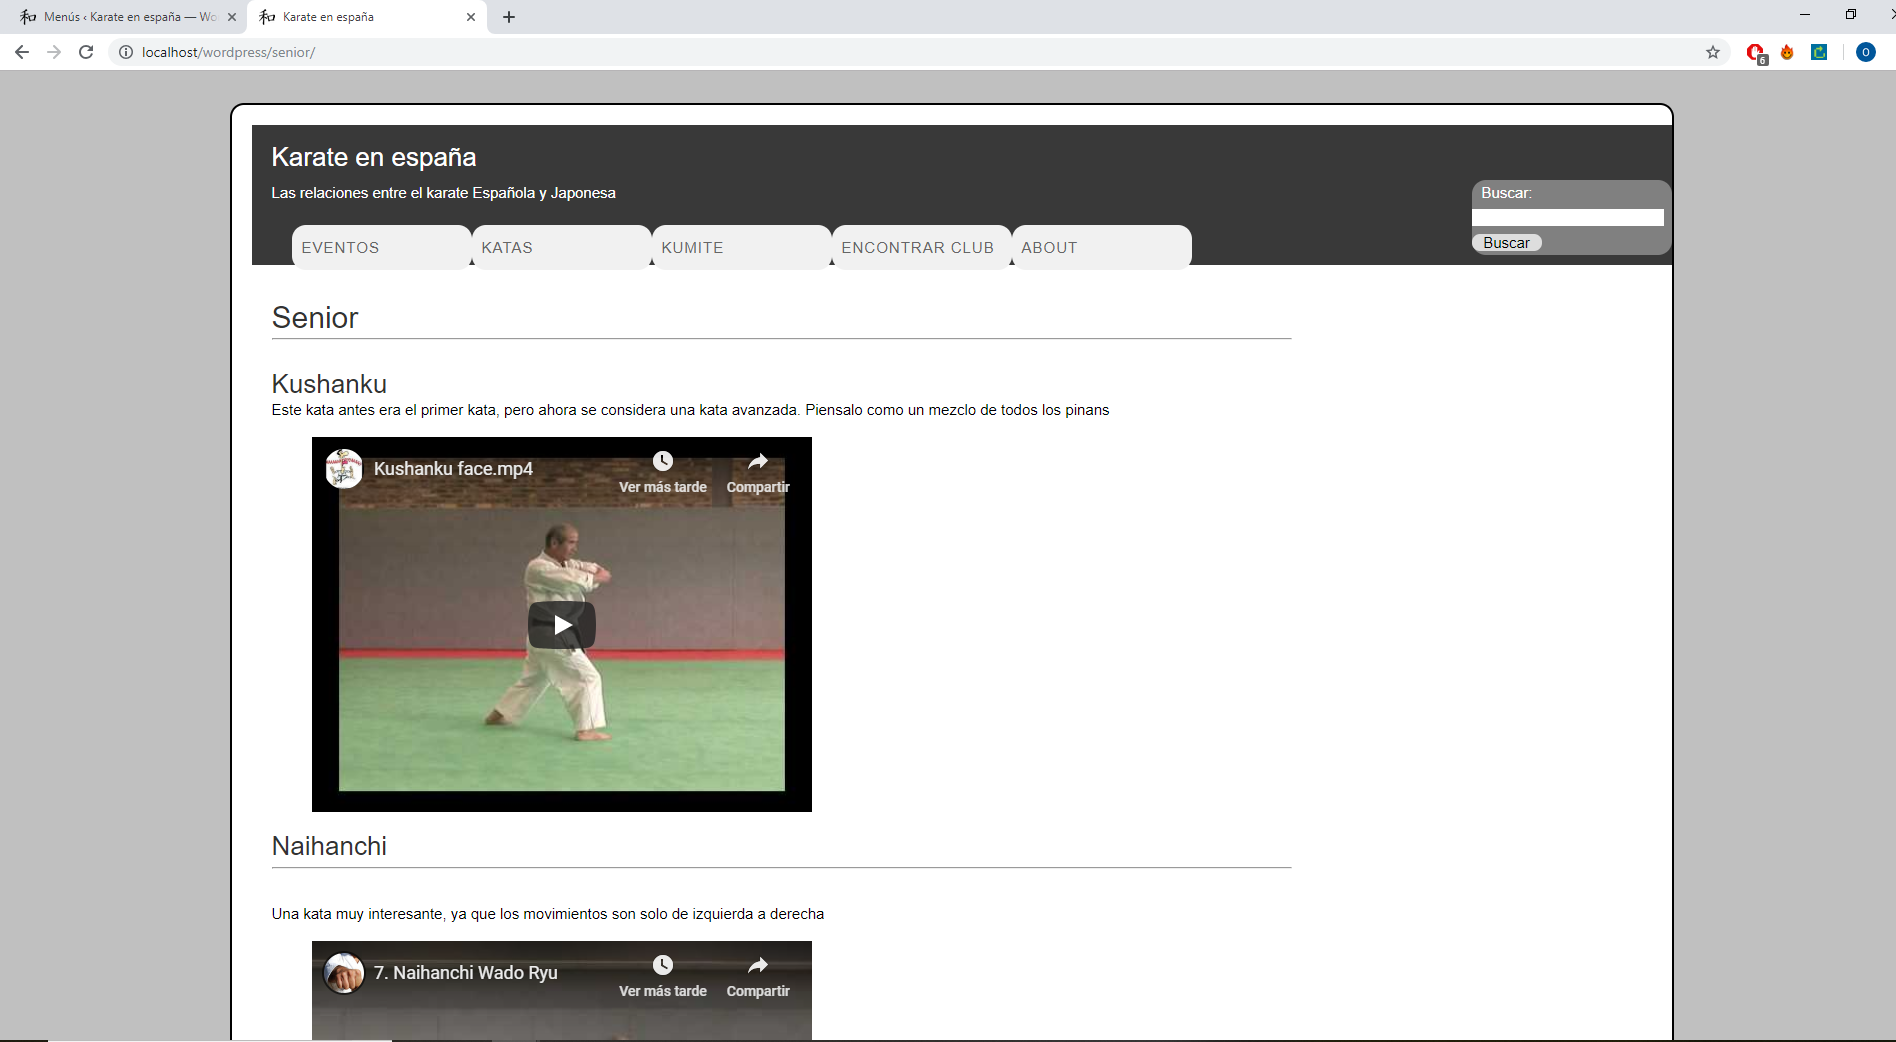 Menús ‹ Karate en españa — Wo
Karate en españa
localhost/wordpress/senior/
6
O
Karate en españa
Las relaciones entre el karate Española y Japonesa
Buscar:
Buscar
EVENTOS
KATAS
KUMITE
ENCONTRAR CLUB
ABOUT
Senior
Kushanku
Este kata antes era el primer kata, pero ahora se considera una kata avanzada. Piensalo como un mezclo de todos los pinans
Kushanku face.mp4
Ver más tarde
Compartir
Naihanchi
Una kata muy interesante, ya que los movimientos son solo de izquierda a derecha
7. Naihanchi Wado Ryu
Ver más tarde
Compartir